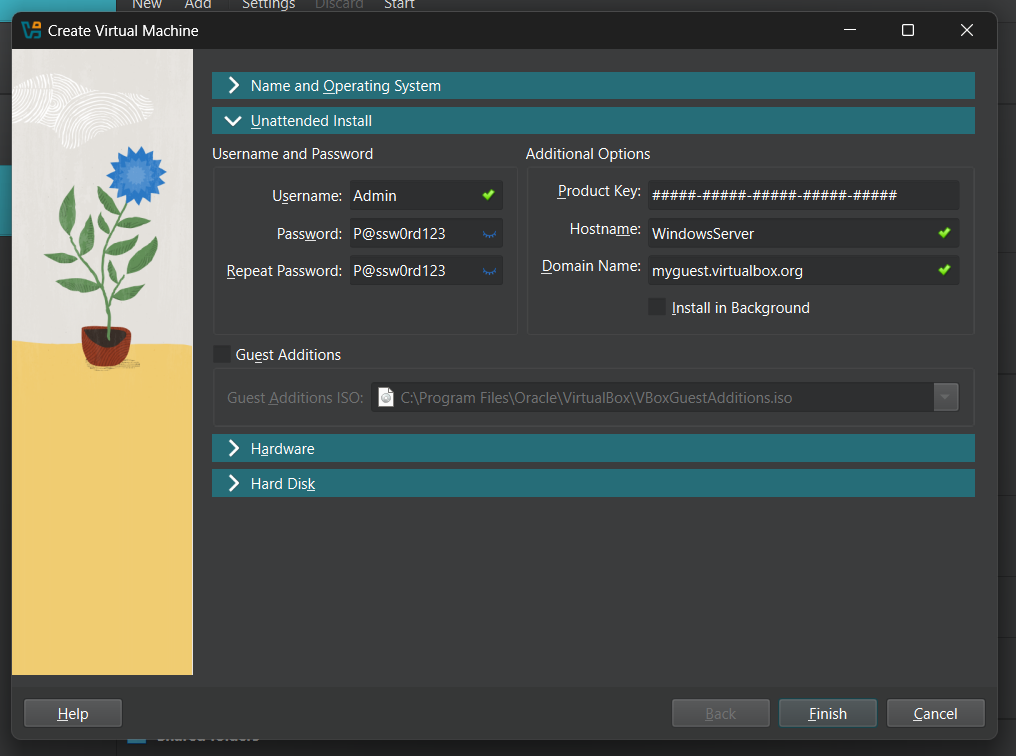 New Add Settings Discard Start
Create Virtual Machine
Name and Operating System
Unattended Install
Username and Password
Additional Options
Username: Admin
Product Key: #####-#####-#####-#####-#####
Password: P@ssw0rd123
Hostname: WindowsServer
Repeat Password: P@ssw0rd123
Domain Name: myguest.virtualbox.org
Install in Background
Guest Additions
Guest Additions ISO: C:\Program Files\Oracle\VirtualBox\VBoxGuestAdditions.iso
Hardware
Hard Disk
Help Back Finish Cancel
Shared folders